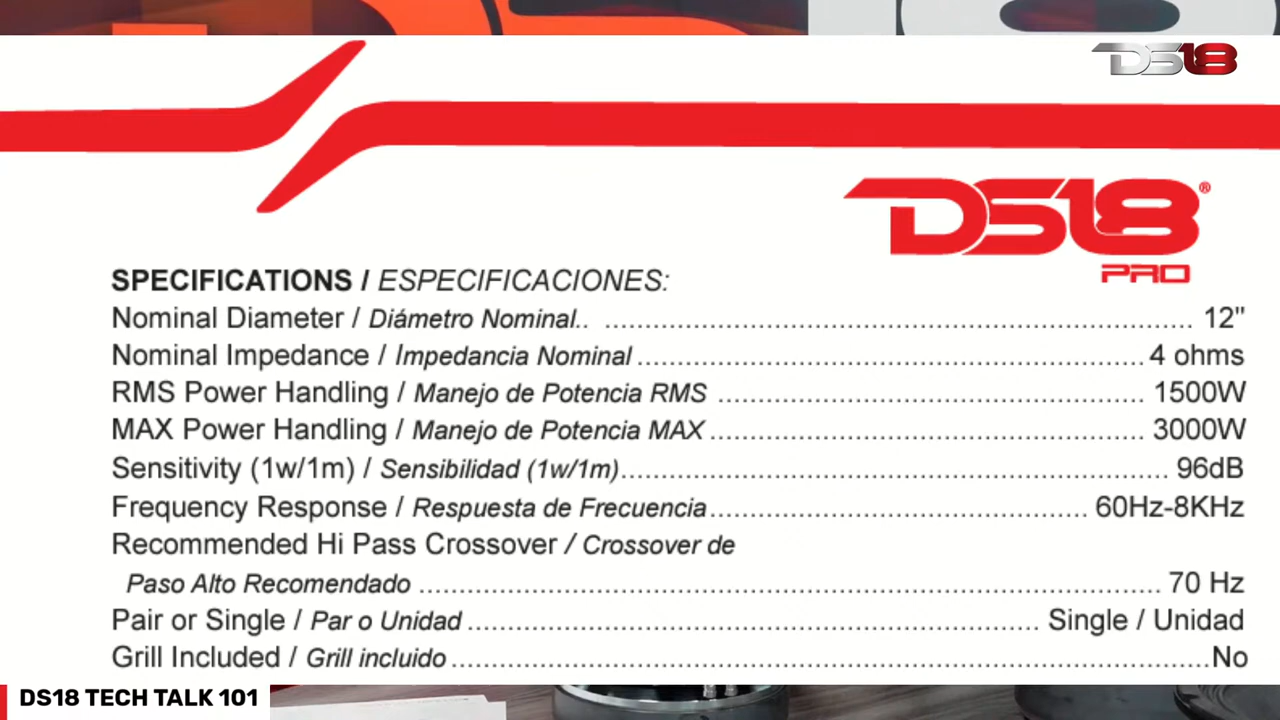 DS18
DS18®
PRO
SPECIFICATIONS / ESPECIFICACIONES:
Nominal Diameter / Diámetro Nominal.. ........ 12"
Nominal Impedance / Impedancia Nominal ........ 4 ohms
RMS Power Handling / Manejo de Potencia RMS ........ 1500W
MAX Power Handling / Manejo de Potencia MAX ........ 3000W
Sensitivity (1w/1m) / Sensibilidad (1w/1m)........ 96dB
Frequency Response / Respuesta de Frecuencia........ 60Hz-8KHz
Recommended Hi Pass Crossover / Crossover de
Paso Alto Recomendado ........ 70 Hz
Pair or Single / Par o Unidad ........ Single / Unidad
Grill Included / Grill incluido ........No
DS18 TECH TALK 101